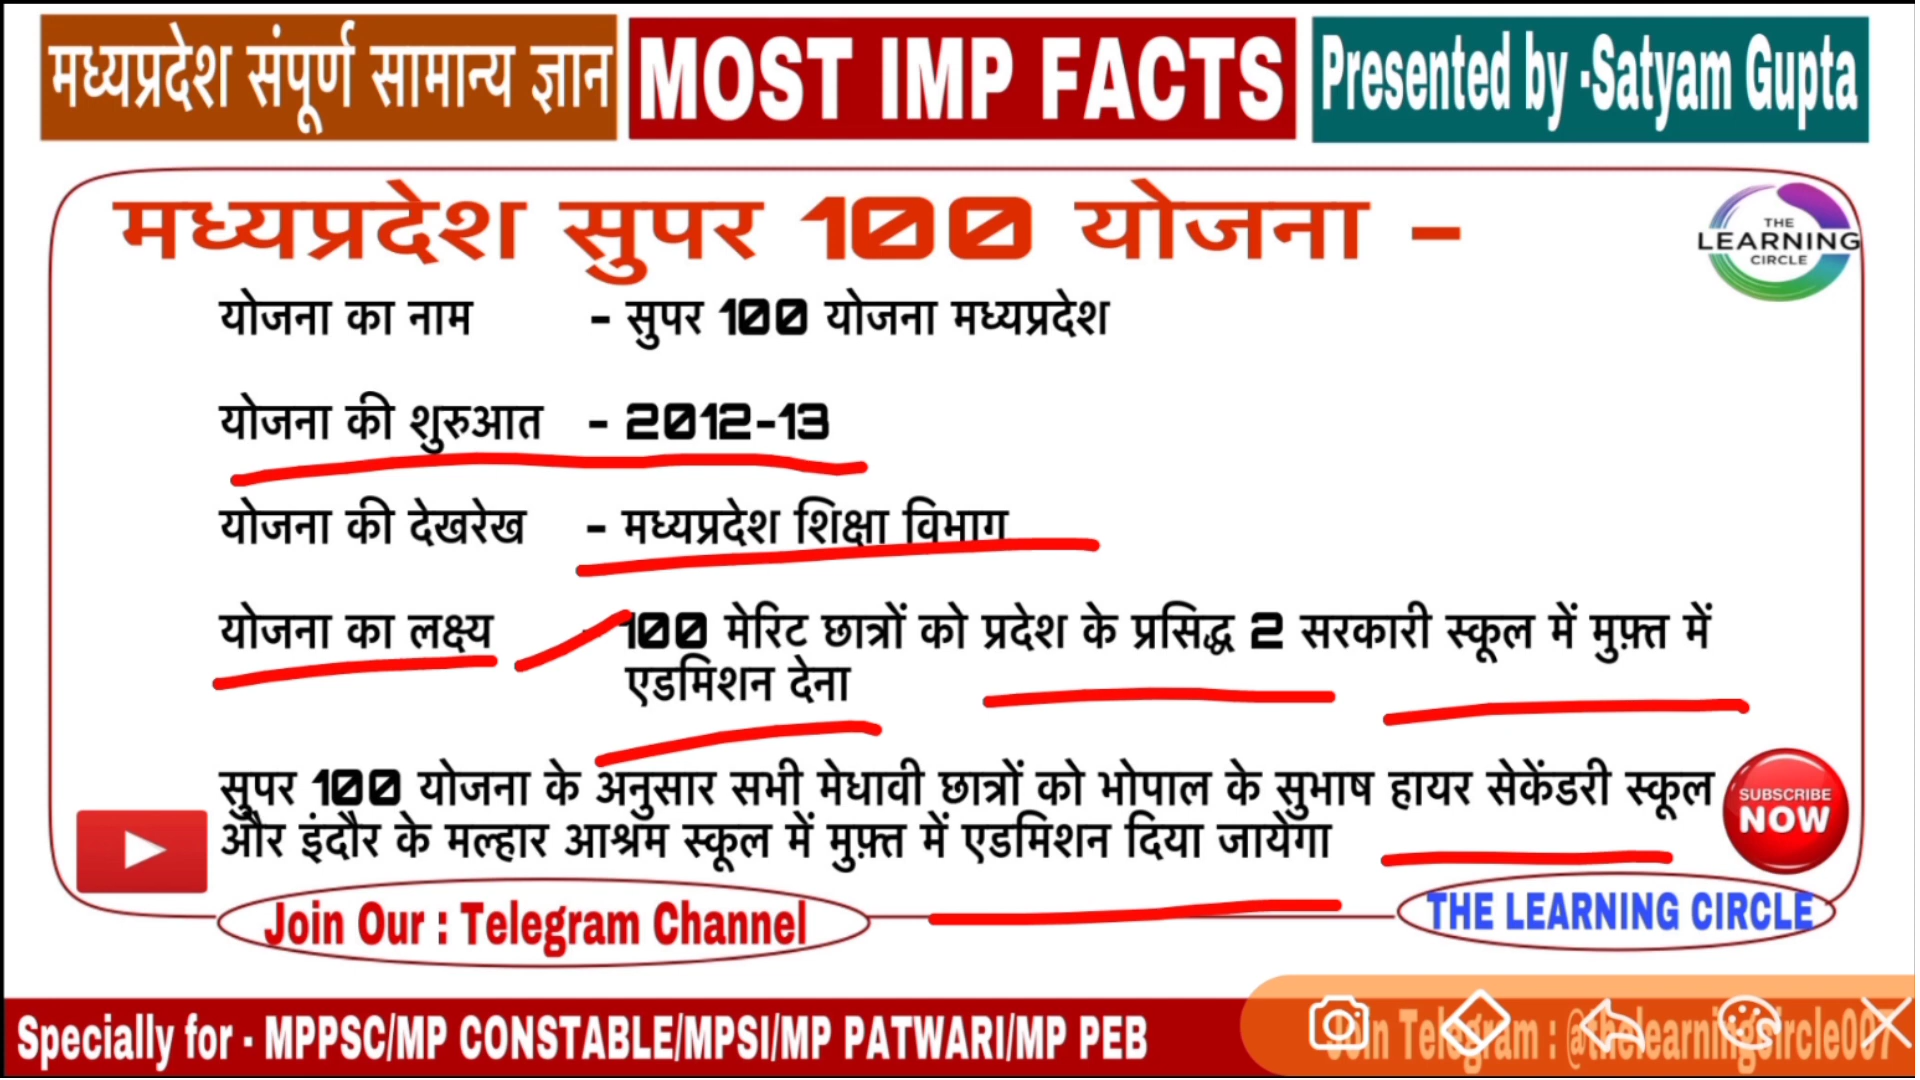 मध्यप्रदेश संपूर्ण सामान्य ज्ञान
MOST IMP FACTS
Presented by -Satyam Gupta
मध्यप्रदेश सुपर 100 योजना -
THE
LEARNING
CIRCLE
योजना का नाम - सुपर 100 योजना मध्यप्रदेश
योजना की शुरुआत - 2012-13
योजना की देखरेख - मध्यप्रदेश शिक्षा विभाग
योजना का लक्ष्य - 100 मेरिट छात्रों को प्रदेश के प्रसिद्ध 2 सरकारी स्कूल में मुफ़्त में
एडमिशन देना
सुपर 100 योजना के अनुसार सभी मेधावी छात्रों को भोपाल के सुभाष हायर सेकेंडरी स्कूल
और इंदौर के मल्हार आश्रम स्कूल में मुफ़्त में एडमिशन दिया जायेगा
SUBSCRIBE
NOW
Join Our : Telegram Channel
THE LEARNING CIRCLE
Specially for - MPPSC/MP CONSTABLE/MPSI/MP PATWARI/MP PEB
Join Telegram : @thelearningcircle007